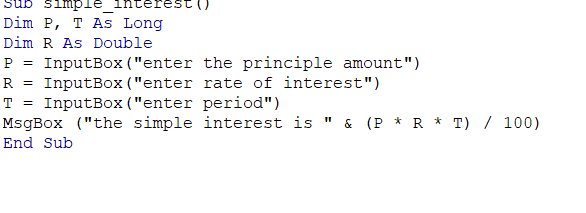 Sub simple_interest()
Dim P, T As Long
Dim R As Double
P = InputBox("enter the principle amount")
R = InputBox("enter rate of interest")
T = InputBox("enter period")
MsgBox ("the simple interest is " & (P * R * T) / 100)
End Sub